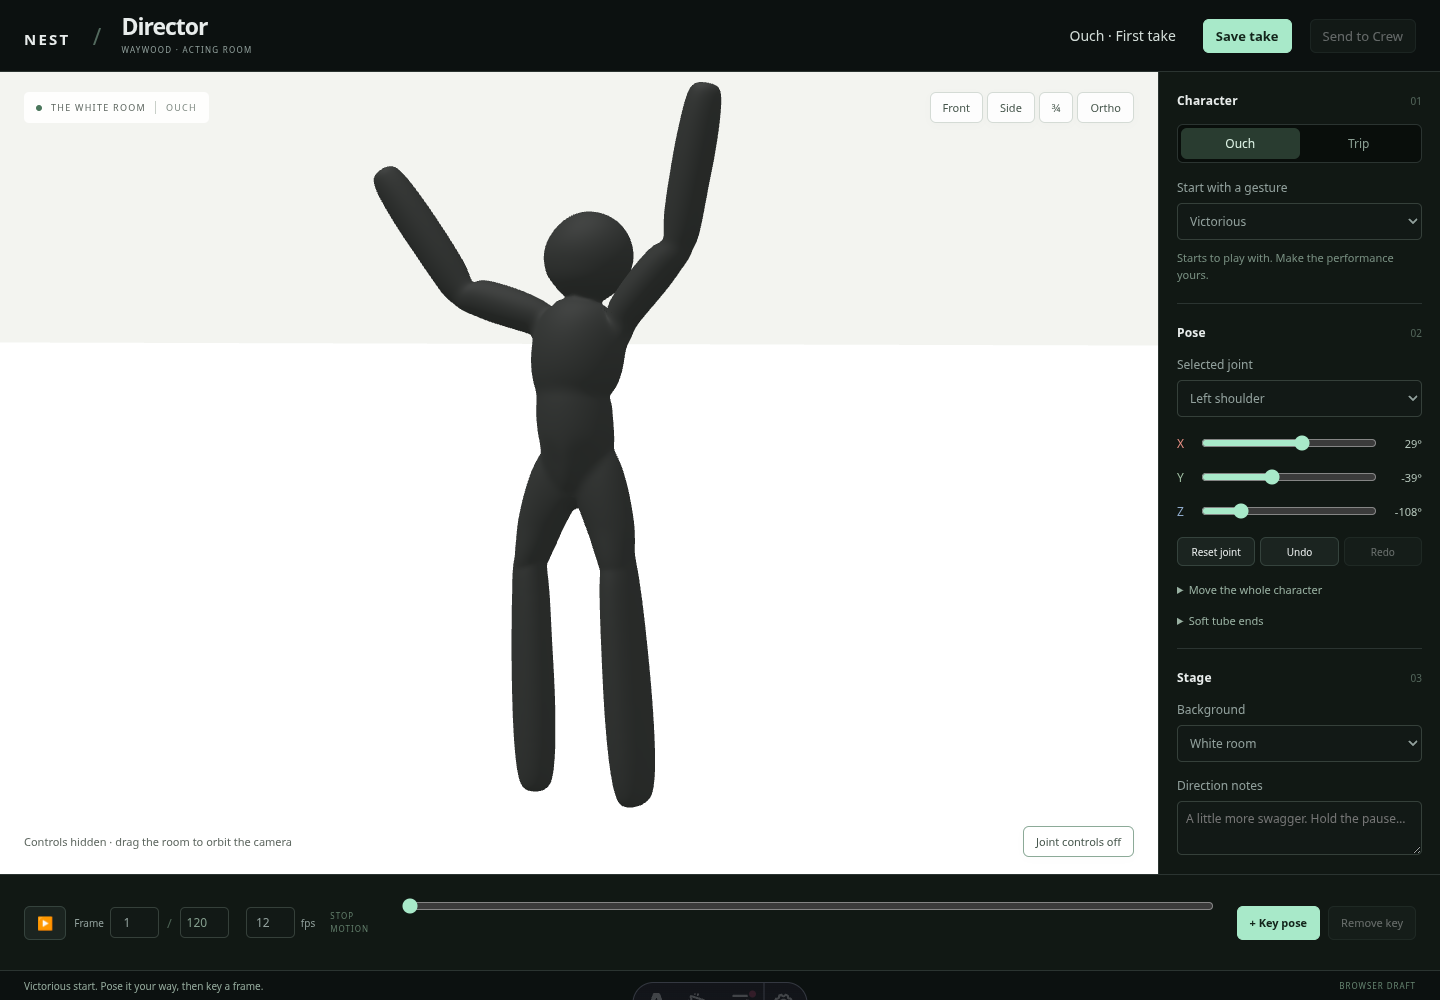 NEST / Director
WAYWOOD · ACTING ROOM
Ouch · First take
Save take
Send to Crew
THE WHITE ROOM | OUCH
Front
Side
¾
Ortho
Controls hidden · drag the room to orbit the camera
Joint controls off
Character 01
Ouch
Trip
Start with a gesture
Victorious
Starts to play with. Make the performance
yours.
Pose 02
Selected joint
Left shoulder
X 29°
Y -39°
Z -108°
Reset joint
Undo
Redo
Move the whole character
Soft tube ends
Stage 03
Background
White room
Direction notes
A little more swagger. Hold the pause...
Frame 1 / 120 12 fps
STOP
MOTION
+ Key pose
Remove key
Victorious start. Pose it your way, then key a frame.
BROWSER DRAFT